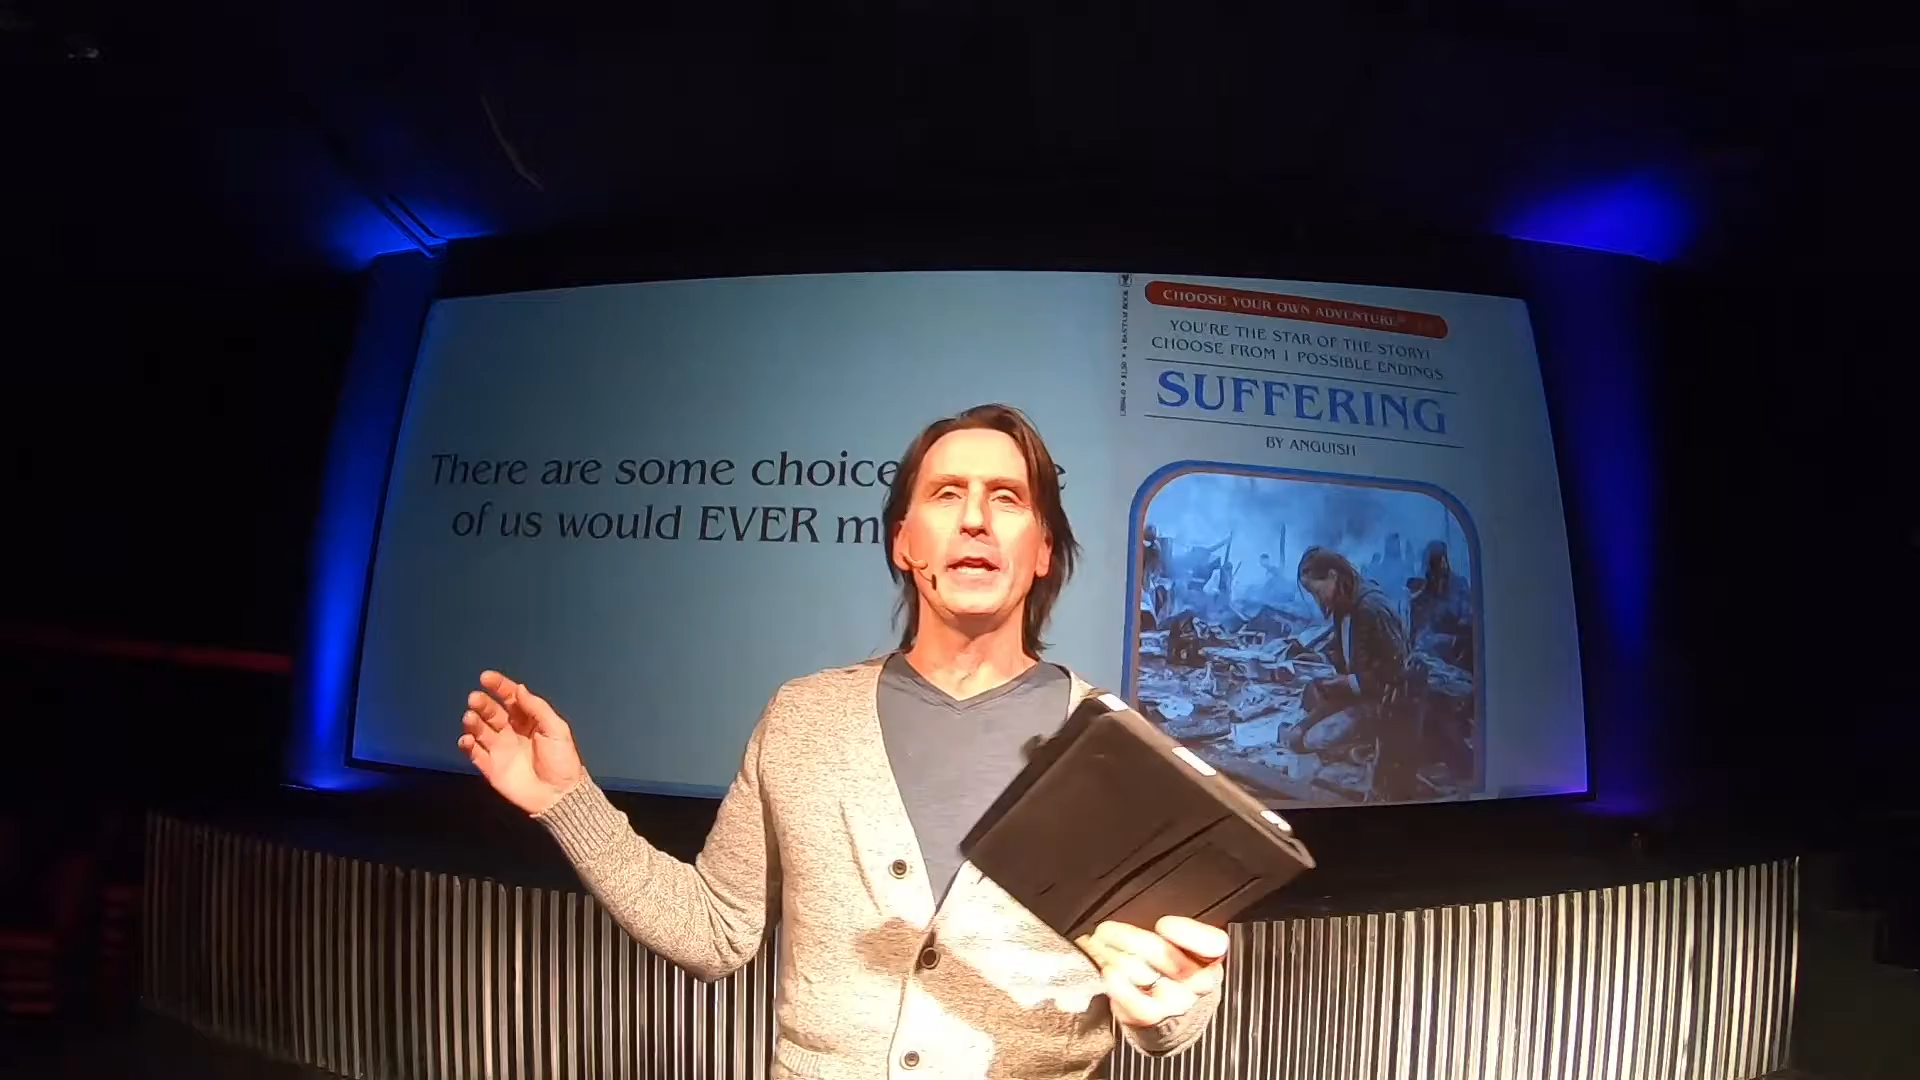 There are some choice
of us would EVER m
CHOOSE YOUR OWN ADVENTURE®
YOU'RE THE STAR OF THE STORY!
CHOOSE FROM 1 POSSIBLE ENDINGS
SUFFERING
BY ANGUISH